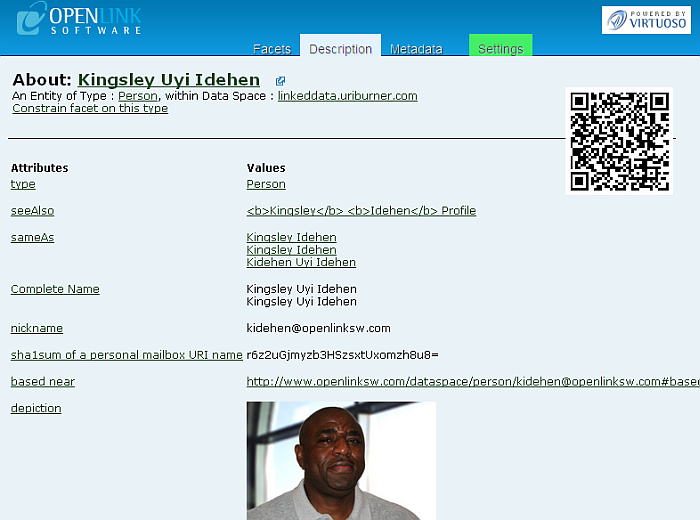 OPENLINK
SOFTWARE
POWERED BY
VIRTUOSO
Facets Description Metadata Settings
About: Kingsley Uyi Idehen
An Entity of Type : Person, within Data Space : linkeddata.uriburner.com
Constrain facet on this type
Attributes Values
type Person
seeAlso <b>Kingsley</b> <b>Idehen</b> Profile
sameAs Kingsley Idehen
Kingsley Idehen
Kidehen Uyi Idehen
Complete Name Kingsley Uyi Idehen
Kingsley Uyi Idehen
nickname kidehen@openlinksw.com
sha1sum of a personal mailbox URI name r6z2uGjmyzb3HSzsxtUxomzh8u8=
based near http://www.openlinksw.com/dataspace/person/kidehen@openlinksw.com#based
depiction